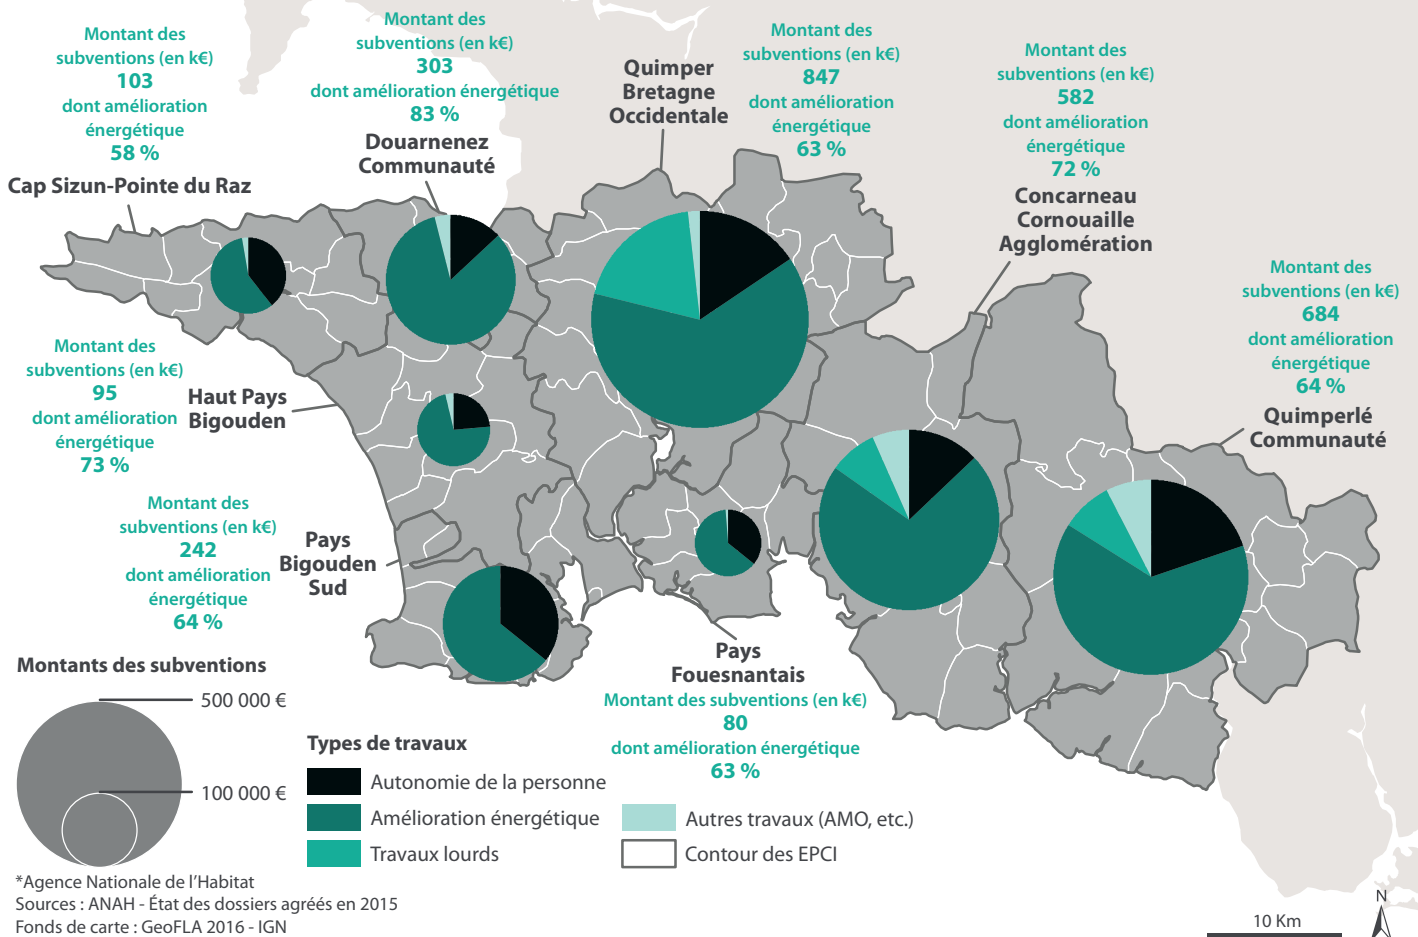 Montant des
subventions (en k€)
103
dont amélioration
énergétique
58 %
Cap Sizun-Pointe du Raz
Montant des
subventions (en k€)
303
dont amélioration énergétique
83 %
Douarnenez
Communauté
Quimper
Bretagne
Occidentale
Montant des
subventions (en k€)
847
dont amélioration
énergétique
63 %
Montant des
subventions (en k€)
582
dont amélioration
énergétique
72 %
Concarneau
Cornouaille
Agglomération
Montant des
subventions (en k€)
684
dont amélioration
énergétique
64 %
Quimperlé
Communauté
Montant des
subventions (en k€)
95
dont amélioration
énergétique
73 %
Haut Pays
Bigouden
Montant des
subventions (en k€)
242
dont amélioration
énergétique
64 %
Pays
Bigouden
Sud
Pays
Fouesnantais
Montant des subventions (en k€)
80
dont amélioration énergétique
63 %
Montants des subventions
500 000 €
100 000 €
Types de travaux
Autonomie de la personne
Amélioration énergétique
Travaux lourds
Autres travaux (AMO, etc.)
Contour des EPCI
*Agence Nationale de l'Habitat
Sources : ANAH - État des dossiers agréés en 2015
Fonds de carte : GeoFLA 2016 - IGN
10 Km
N